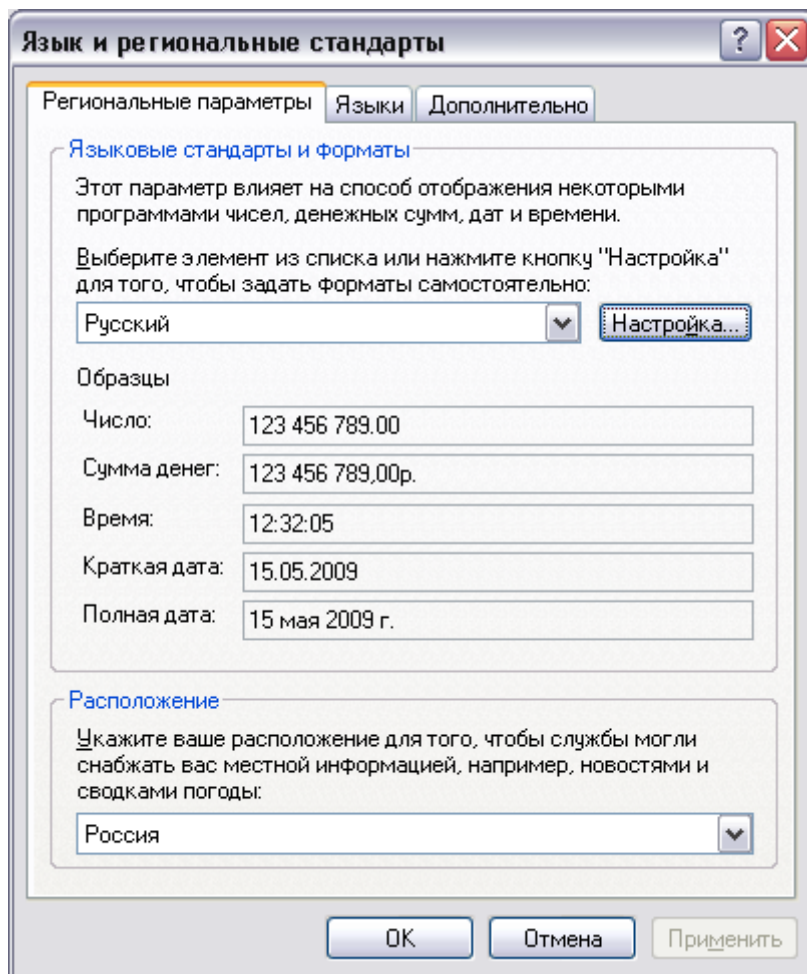 Язык и региональные стандарты
Региональные параметры Языки Дополнительно
Языковые стандарты и форматы
Этот параметр влияет на способ отображения некоторыми
программами чисел, денежных сумм, дат и времени.
Выберите элемент из списка или нажмите кнопку "Настройка"
для того, чтобы задать форматы самостоятельно:
Русский Настройка...
Образцы
Число: 123 456 789.00
Сумма денег: 123 456 789,00р.
Время: 12:32:05
Краткая дата: 15.05.2009
Полная дата: 15 мая 2009 г.
Расположение
Укажите ваше расположение для того, чтобы службы могли
снабжать вас местной информацией, например, новостями и
сводками погоды:
Россия
OK Отмена Применить